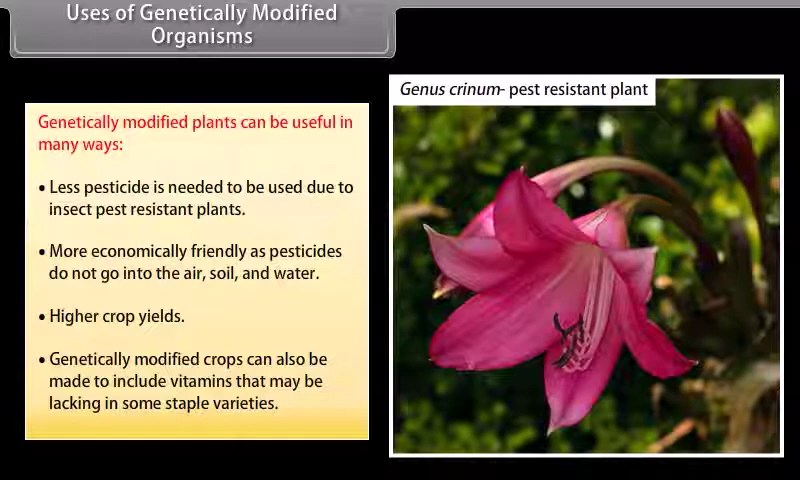 Uses of Genetically Modified
Organisms
Genus crinum- pest resistant plant
Genetically modified plants can be useful in
many ways:
• Less pesticide is needed to be used due to
insect pest resistant plants.
• More economically friendly as pesticides
do not go into the air, soil, and water.
• Higher crop yields.
• Genetically modified crops can also be
made to include vitamins that may be
lacking in some staple varieties.